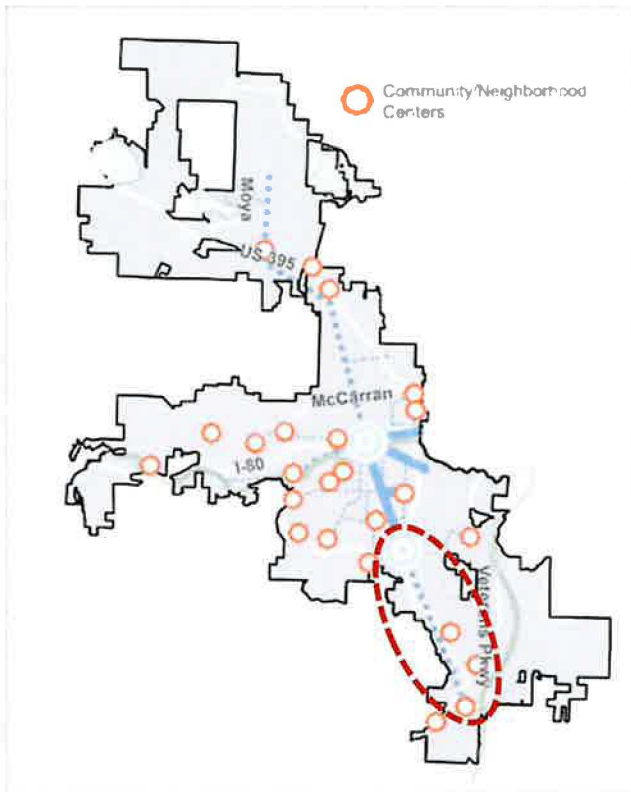 Community/Neighborhood
Centers
Moya
US 395
McCarran
I-80
Veterans Pkwy